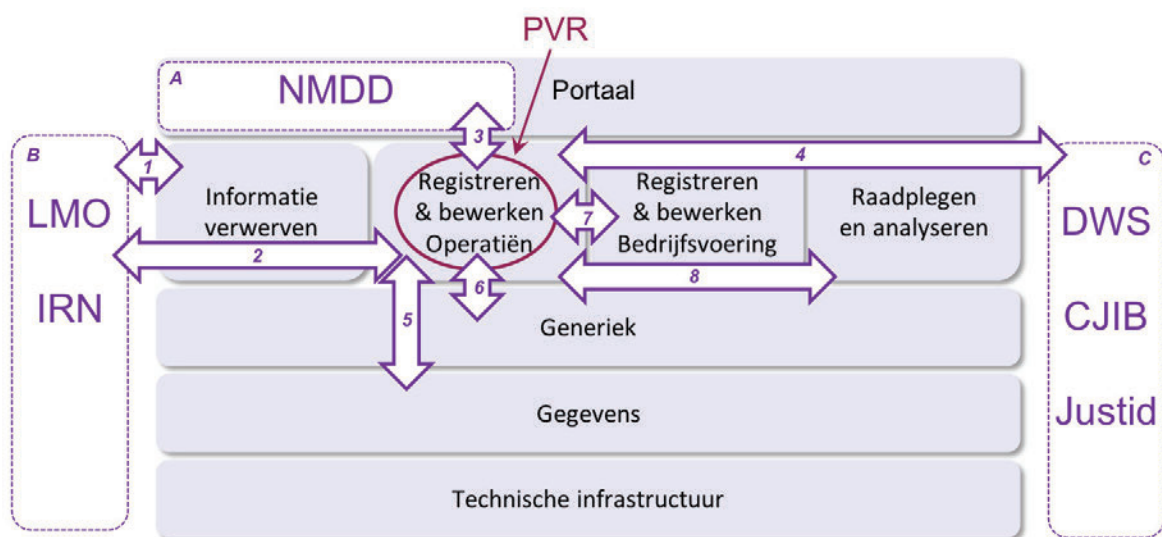 PVR
A
NMDD
Portaal
3
B
1
4
C
LMO
IRN
Informatie
verwerven
Registreren
& bewerken
Operatiën
7
Registreren
& bewerken
Bedrijfsvoering
Raadplegen
en analyseren
DWS
CJIB
Justid
2
8
6
5
Generiek
Gegevens
Technische infrastructuur